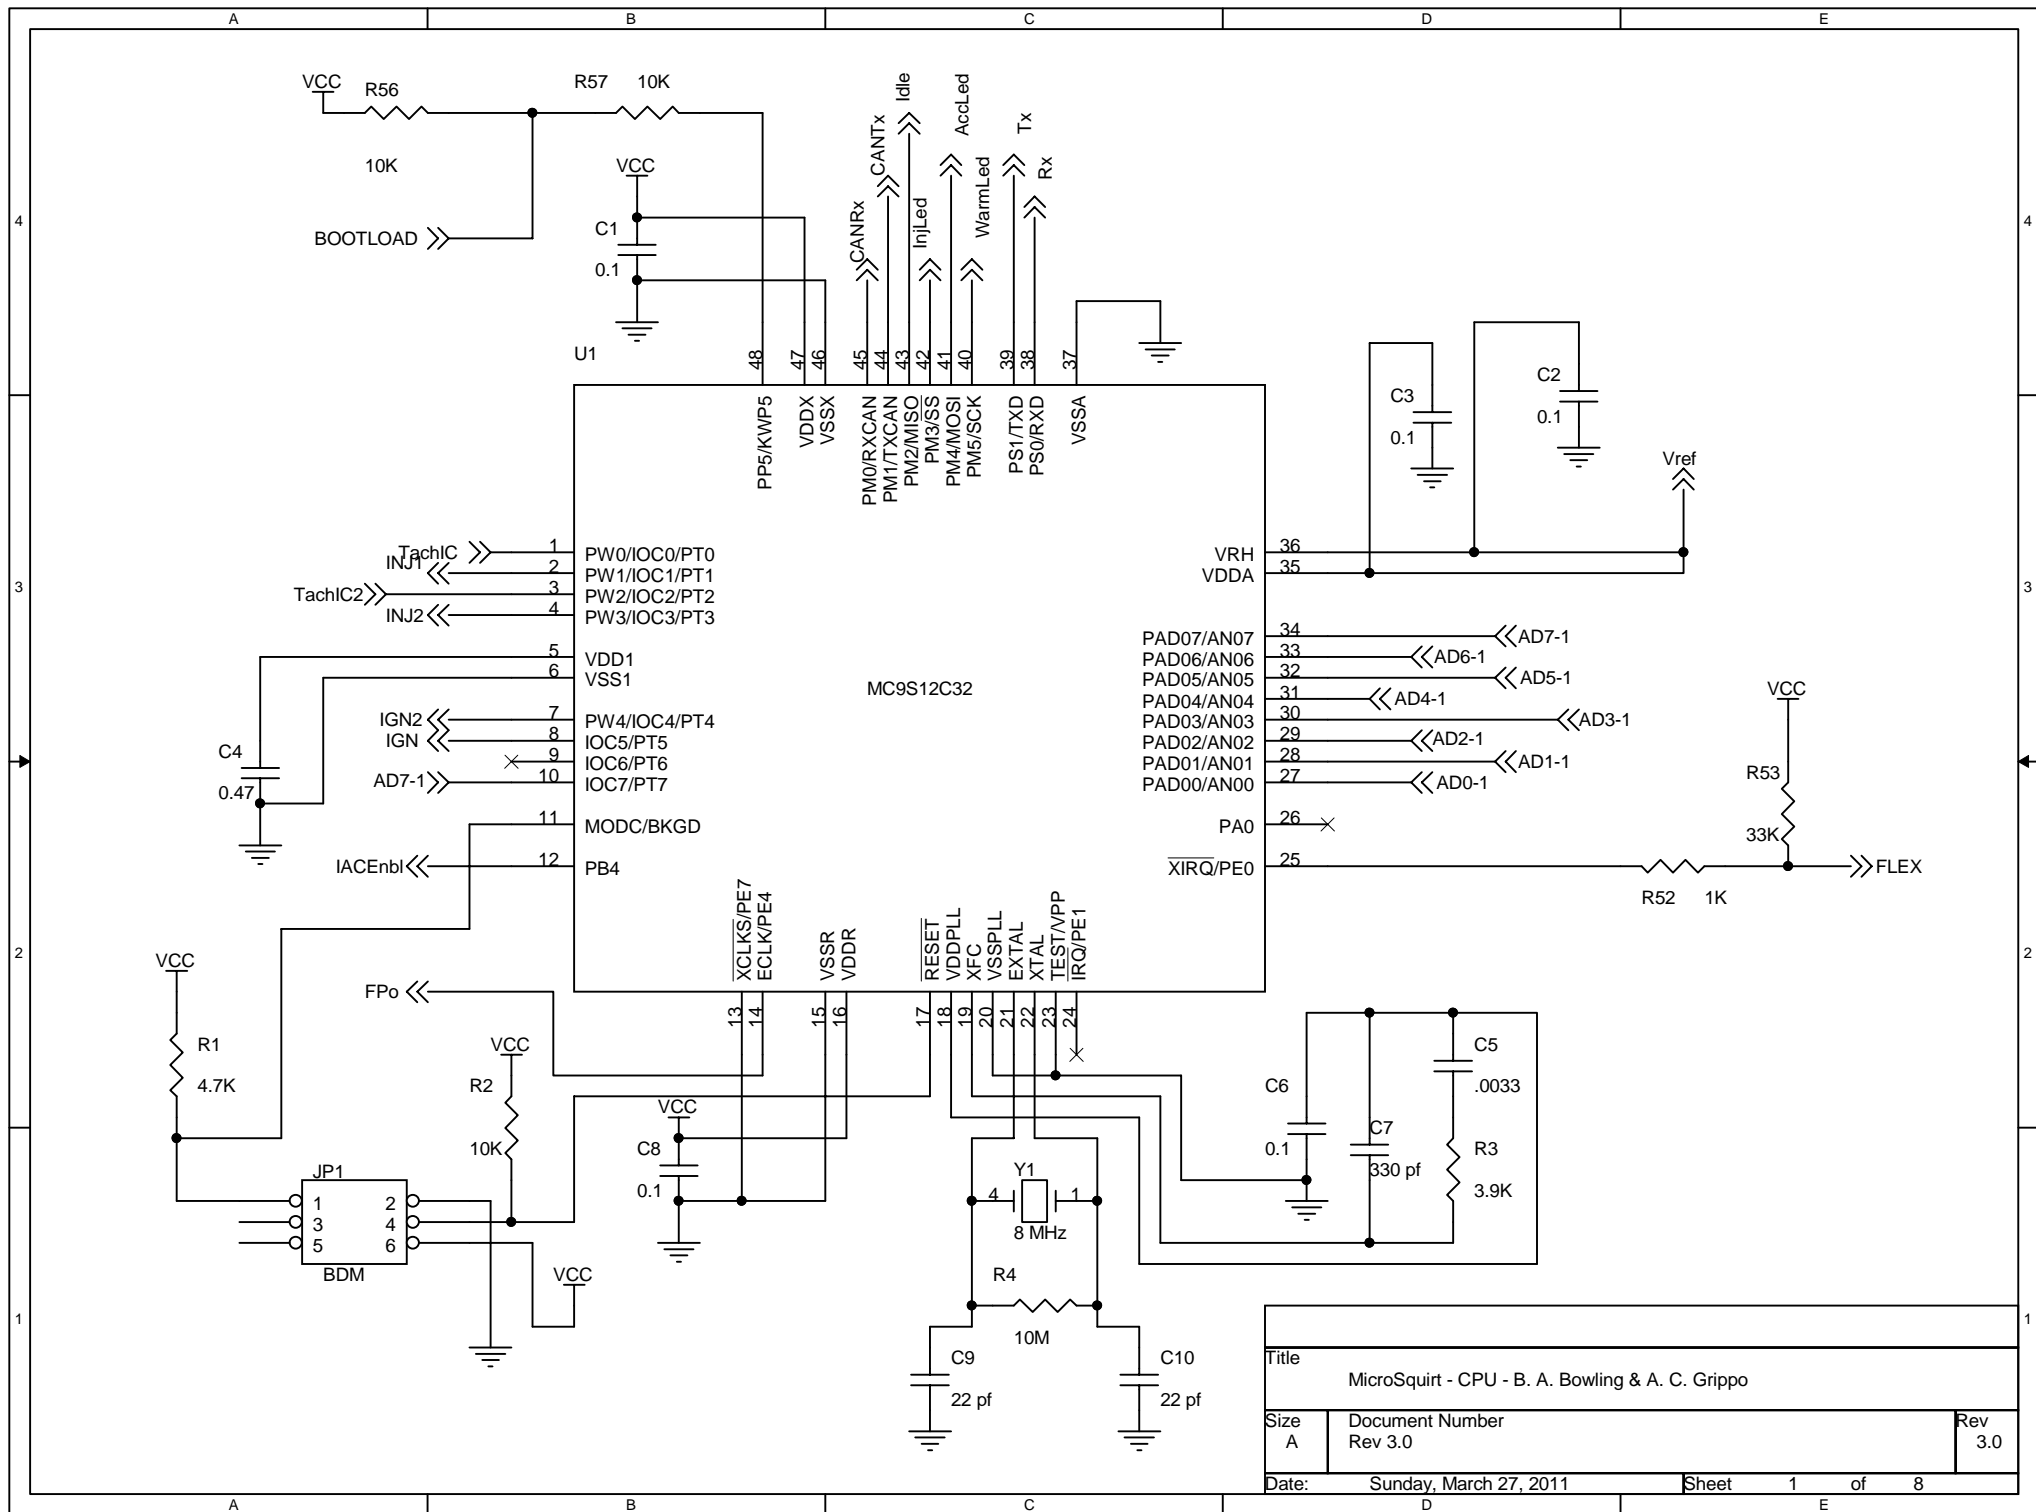 A B C D E
4 4
3 3
2 2
1 1
VCC
R56
10K
R57 10K
BOOTLOAD
VCC
C1
0.1
U1
CANRx
CANTx
Idle
InjLed
AccLed
WarmLed
Tx
Rx
48 47 46 45 44 43 42 41 40 39 38 37
PP5/KWP5
VDDX
VSSX
PM0/RXCAN
PM1/TXCAN
PM2/MISO
PM3/SS
PM4/MOSI
PM5/SCK
PS1/TXD
PS0/RXD
VSSA
C3
0.1
C2
0.1
Vref
TachIC 1 PW0/IOC0/PT0
INJ1 2 PW1/IOC1/PT1
TachIC2 3 PW2/IOC2/PT2
INJ2 4 PW3/IOC3/PT3
5 VDD1
6 VSS1
IGN2 7 PW4/IOC4/PT4
IGN 8 IOC5/PT5
9 IOC6/PT6
AD7-1 10 IOC7/PT7
11 MODC/BKGD
IACEnbl 12 PB4
C4
0.47
MC9S12C32
VRH 36
VDDA 35
PAD07/AN07 34 AD7-1
PAD06/AN06 33 AD6-1
PAD05/AN05 32 AD5-1
PAD04/AN04 31 AD4-1
PAD03/AN03 30 AD3-1
PAD02/AN02 29 AD2-1
PAD01/AN01 28 AD1-1
PAD00/AN00 27 AD0-1
PA0 26
XIRQ/PE0 25
VCC
R53
33K
R52 1K
FLEX
XCLKS/PE7
ECLK/PE4
VSSR
VDDR
RESET
VDDPLL
XFC
VSSPLL
EXTAL
XTAL
TEST/VPP
IRQ/PE1
13 14 15 16 17 18 19 20 21 22 23 24
FPo
VCC
R1
4.7K
VCC
R2
10K
JP1
1 2
3 4
5 6
BDM
VCC
VCC
C8
0.1
Y1
4 1
8 MHz
R4
10M
C9
22 pf
C10
22 pf
C6
0.1
C7
330 pf
C5
.0033
R3
3.9K
Title
MicroSquirt - CPU - B. A. Bowling & A. C. Grippo
Size Document Number Rev
A Rev 3.0 3.0
Date: Sunday, March 27, 2011 Sheet 1 of 8
A B C D E